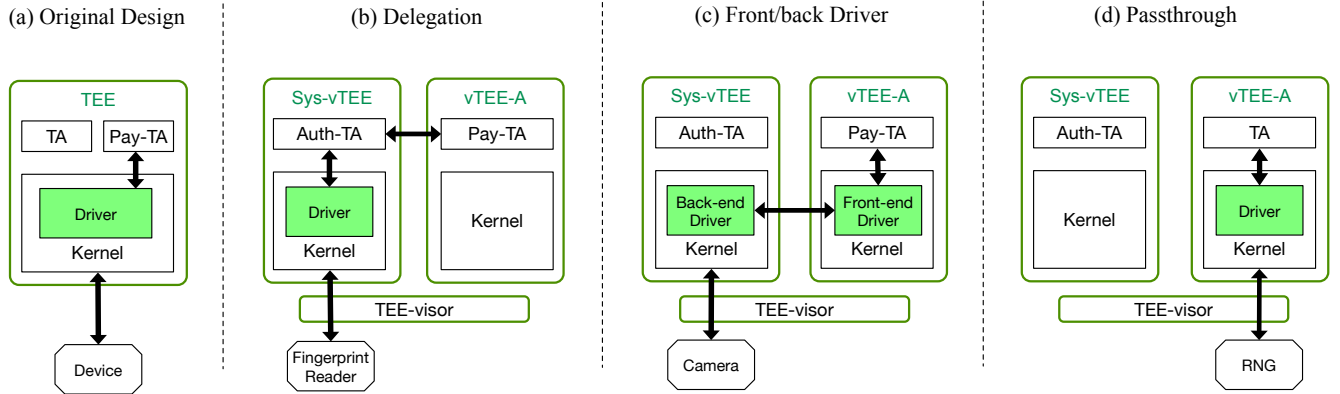 (a) Original Design
TEE
TA
Pay-TA
Driver
Kernel
Device
(b) Delegation
Sys-vTEE
vTEE-A
Auth-TA
Pay-TA
Driver
Kernel
Kernel
TEE-visor
Fingerprint
Reader
(c) Front/back Driver
Sys-vTEE
vTEE-A
Auth-TA
Pay-TA
Back-end
Driver
Front-end
Driver
Kernel
Kernel
TEE-visor
Camera
(d) Passthrough
Sys-vTEE
vTEE-A
Auth-TA
TA
Kernel
Driver
Kernel
TEE-visor
RNG